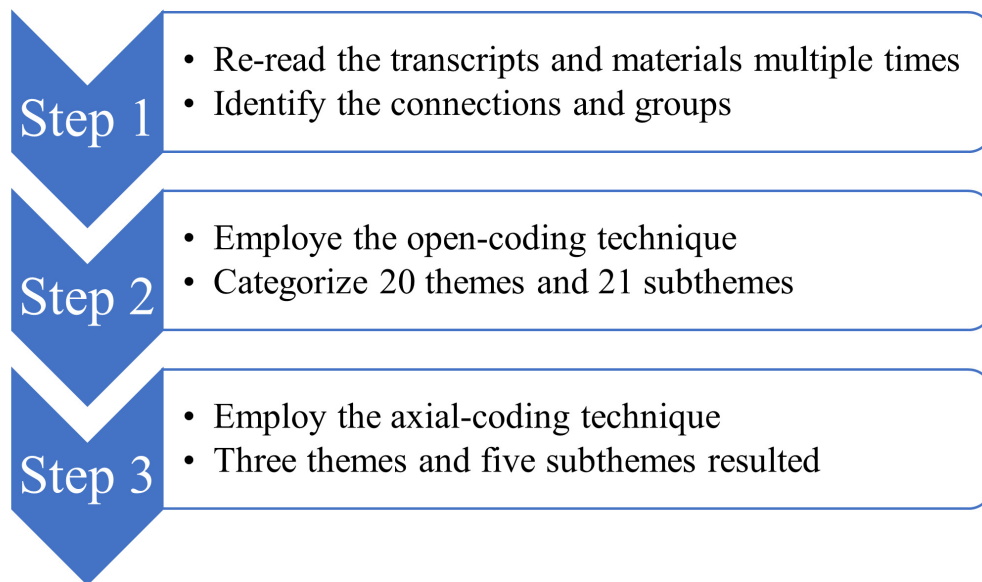 Step 1
• Re-read the transcripts and materials multiple times
• Identify the connections and groups
Step 2
• Employe the open-coding technique
• Categorize 20 themes and 21 subthemes
Step 3
• Employ the axial-coding technique
• Three themes and five subthemes resulted